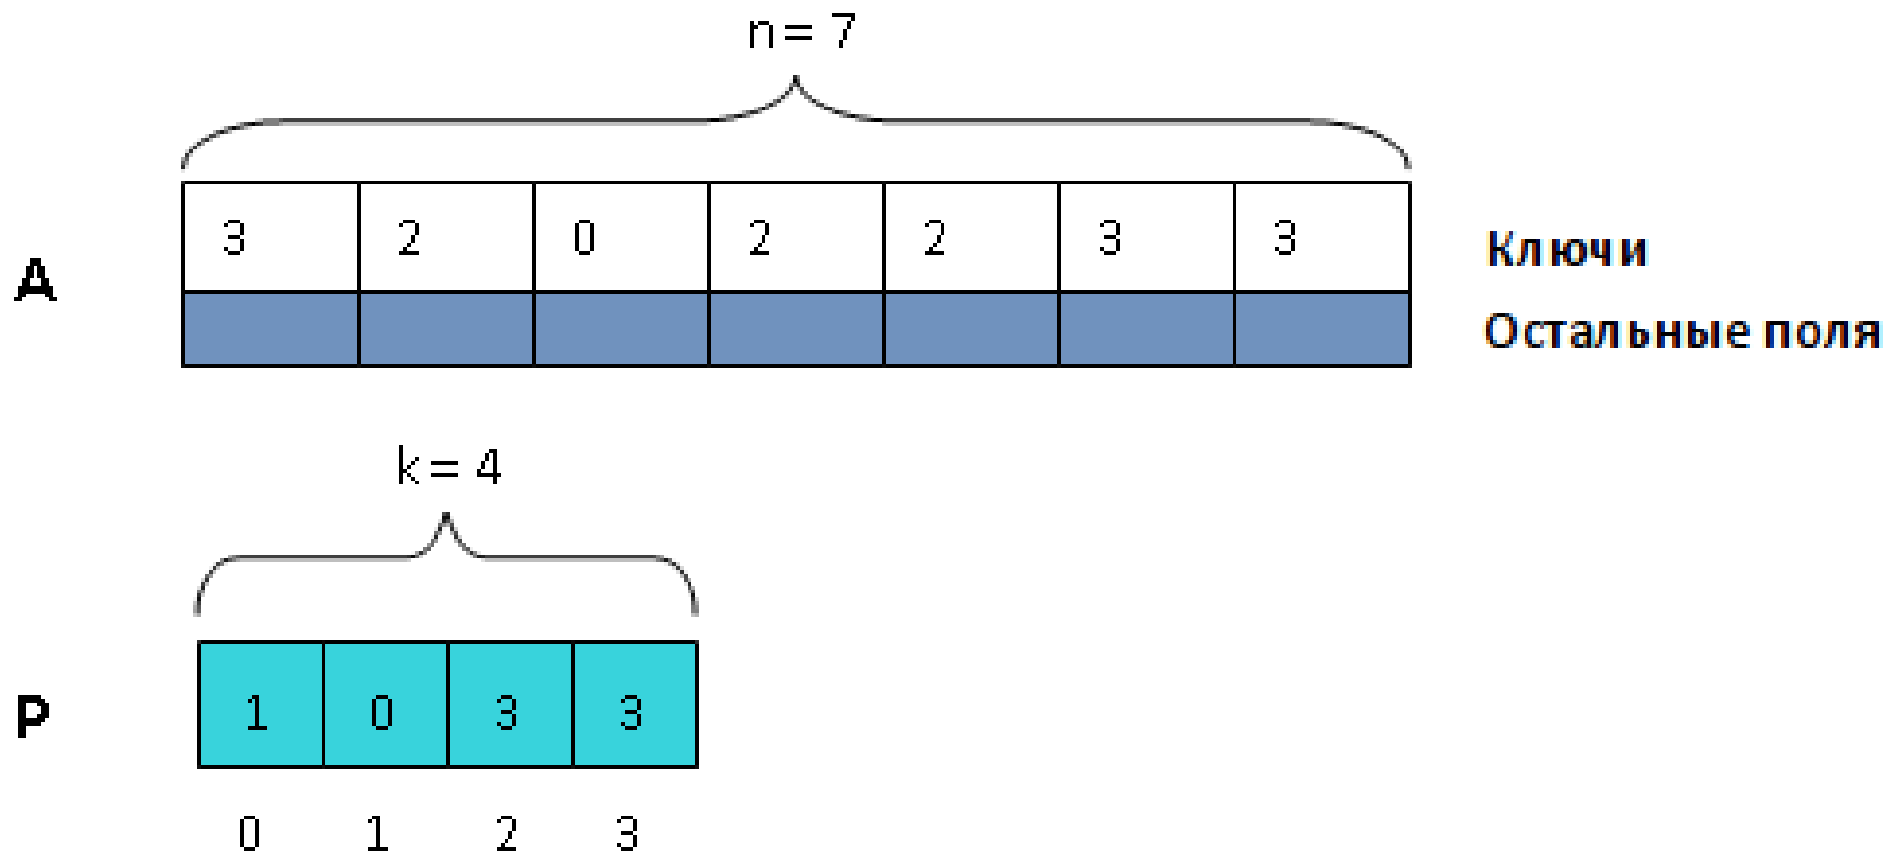 n = 7
3 2 0 2 2 3 3
Ключи
A
Остальные поля
k = 4
P
1 0 3 3
0 1 2 3